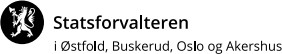 Statsforvalteren
i Østfold, Buskerud, Oslo og Akershus